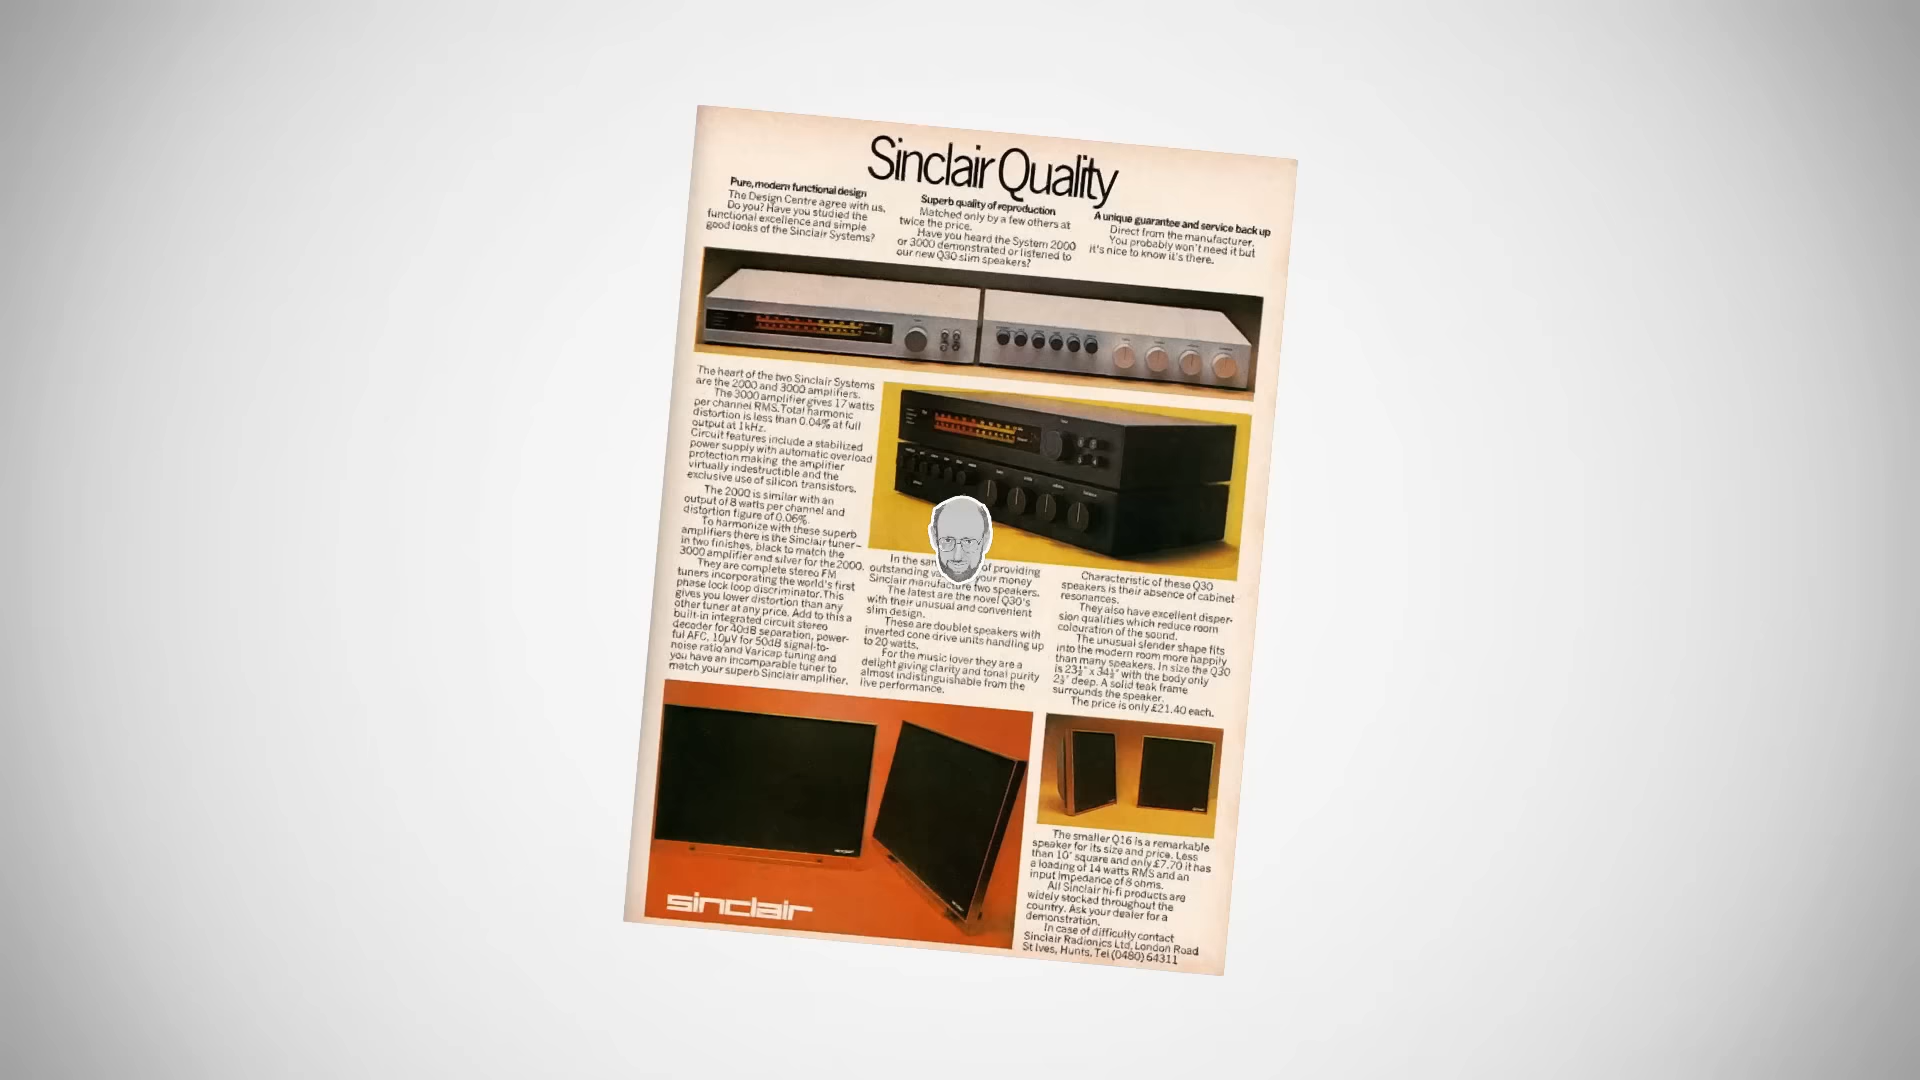 Sinclair Quality
Pure, modern functional design
The Design Centre agree with us.
Do you? Have you studied the
functional excellence and simple
good looks of the Sinclair Systems?
Superb quality of reproduction
Matched only by a few others at
twice the price.
Have you heard the System 2000
or 3000 demonstrated or listened to
our new Q30 slim speakers?
A unique guarantee and service back up
Direct from the manufacturer.
You probably won't need it but
it's nice to know it's there.
The heart of the two Sinclair Systems
are the 2000 and 3000 amplifiers.
The 3000 amplifier gives 17 watts
per channel RMS. Total harmonic
distortion is less than 0.04% at full
output at 1kHz.
Circuit features include a stabilized
power supply with automatic overload
protection making the amplifier
virtually indestructible and the
exclusive use of silicon transistors.
The 2000 is similar with an
output of 8 watts per channel and
distortion figure of 0.06%.
To harmonize with these superb
amplifiers there is the Sinclair tuner–
in two finishes, black to match the
3000 amplifier and silver for the 2000.
They are complete stereo FM
tuners incorporating the world's first
phase lock loop discriminator. This
gives you lower distortion than any
other tuner at any price. Add to this a
built-in integrated circuit stereo
decoder for 40dB separation, power-
ful AFC, 10µV for 50dB signal-to-
noise ratio and Varicap tuning and
you have an incomparable tuner to
match your superb Sinclair amplifier.
In the of providing
outstanding your money
Sinclair manufacture two speakers.
The latest are the novel Q30's
with their unusual and convenient
slim design.
These are doublet speakers with
inverted cone drive units handling up
to 20 watts.
For the music lover they are a
delight giving clarity and tonal purity
almost indistinguishable from the
live performance.
Characteristic of these Q30
speakers is their absence of cabinet
resonances.
They also have excellent disper-
sion qualities which reduce room
colouration of the sound.
The unusual slender shape fits
into the modern room more happily
than many speakers. In size the Q30
is 23½" x 34½" with the body only
2½" deep. A solid teak frame
surrounds the speaker.
The price is only £21.40 each.
The smaller Q16 is a remarkable
speaker for its size and price. Less
than 10" square and only £7.70 it has
a loading of 14 watts RMS and an
input impedance of 8 ohms.
All Sinclair hi-fi products are
widely stocked throughout the
country. Ask your dealer for a
demonstration.
In case of difficulty contact
Sinclair Radionics Ltd, London Road
St Ives, Hunts. Tel (0480) 64311
sinclair